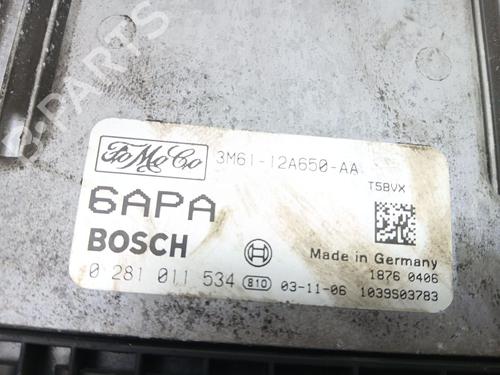 FoMoCo 3M61-12A650-AA
T5BVX
6APA
BOSCH
Made in Germany
1876 0406
0 281 011 534 810 03-11-06 1039S03783